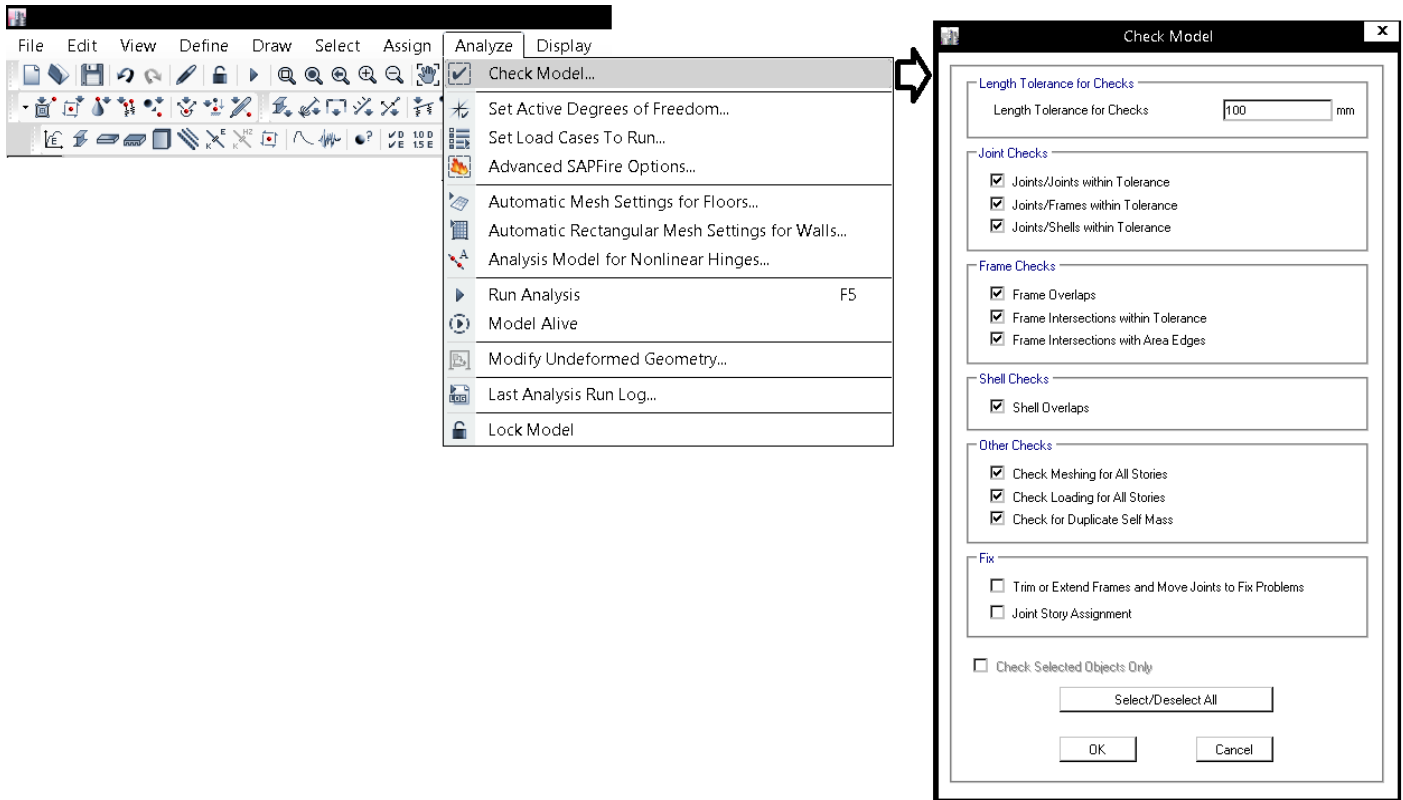 File Edit View Define Draw Select Assign Analyze Display
Check Model...
Set Active Degrees of Freedom...
Set Load Cases To Run...
Advanced SAPFire Options...
Automatic Mesh Settings for Floors...
Automatic Rectangular Mesh Settings for Walls...
Analysis Model for Nonlinear Hinges...
Run Analysis F5
Model Alive
Modify Undeformed Geometry...
Last Analysis Run Log...
Lock Model
Check Model x
Length Tolerance for Checks
Length Tolerance for Checks 100 mm
Joint Checks
Joints/Joints within Tolerance
Joints/Frames within Tolerance
Joints/Shells within Tolerance
Frame Checks
Frame Overlaps
Frame Intersections within Tolerance
Frame Intersections with Area Edges
Shell Checks
Shell Overlaps
Other Checks
Check Meshing for All Stories
Check Loading for All Stories
Check for Duplicate Self Mass
Fix
Trim or Extend Frames and Move Joints to Fix Problems
Joint Story Assignment
Check Selected Objects Only
Select/Deselect All
OK Cancel